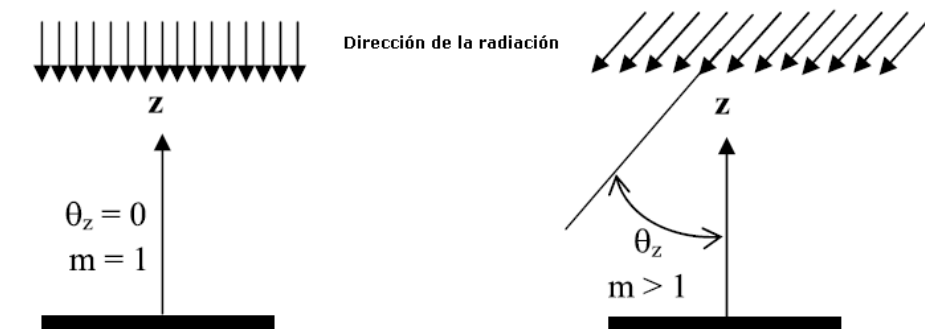 Dirección de la radiación
z
θz = 0
m = 1
z
θz
m > 1